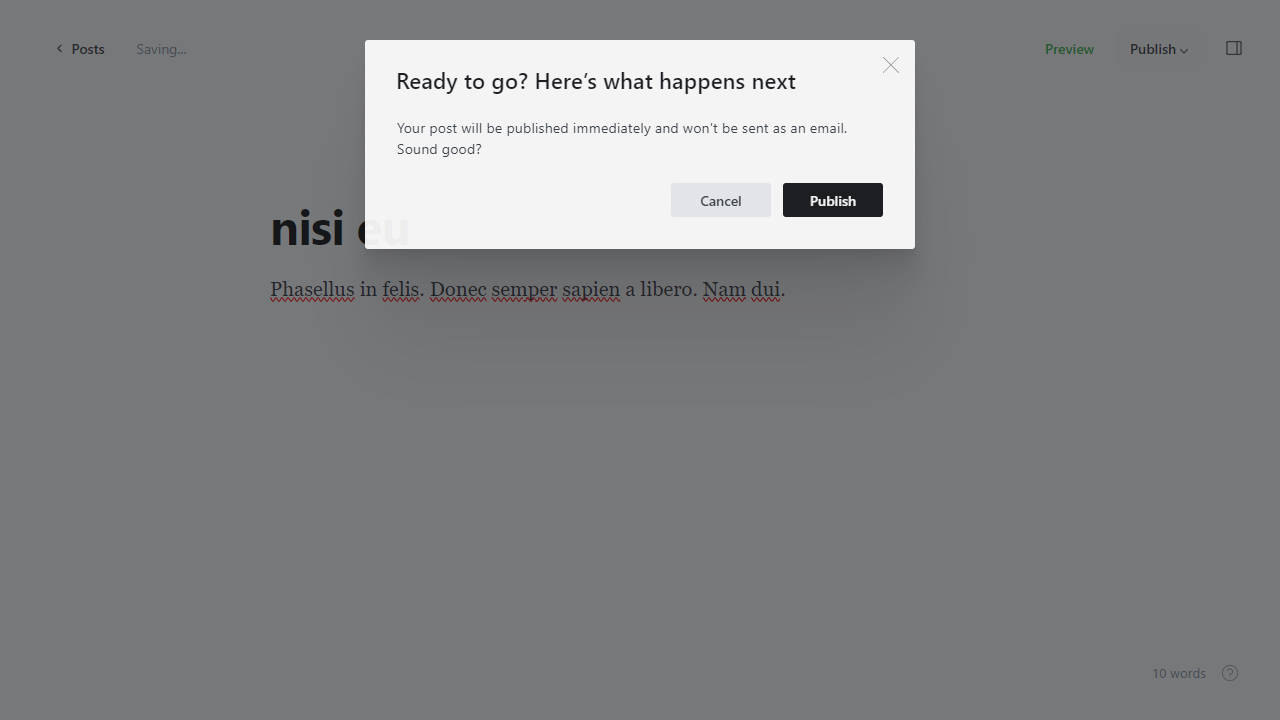 Posts
Saving...
Preview
Publish
Ready to go? Here's what happens next
Your post will be published immediately and won't be sent as an email.
Sound good?
Cancel
Publish
nisi eu
Phasellus in felis. Donec semper sapien a libero. Nam dui.
10 words